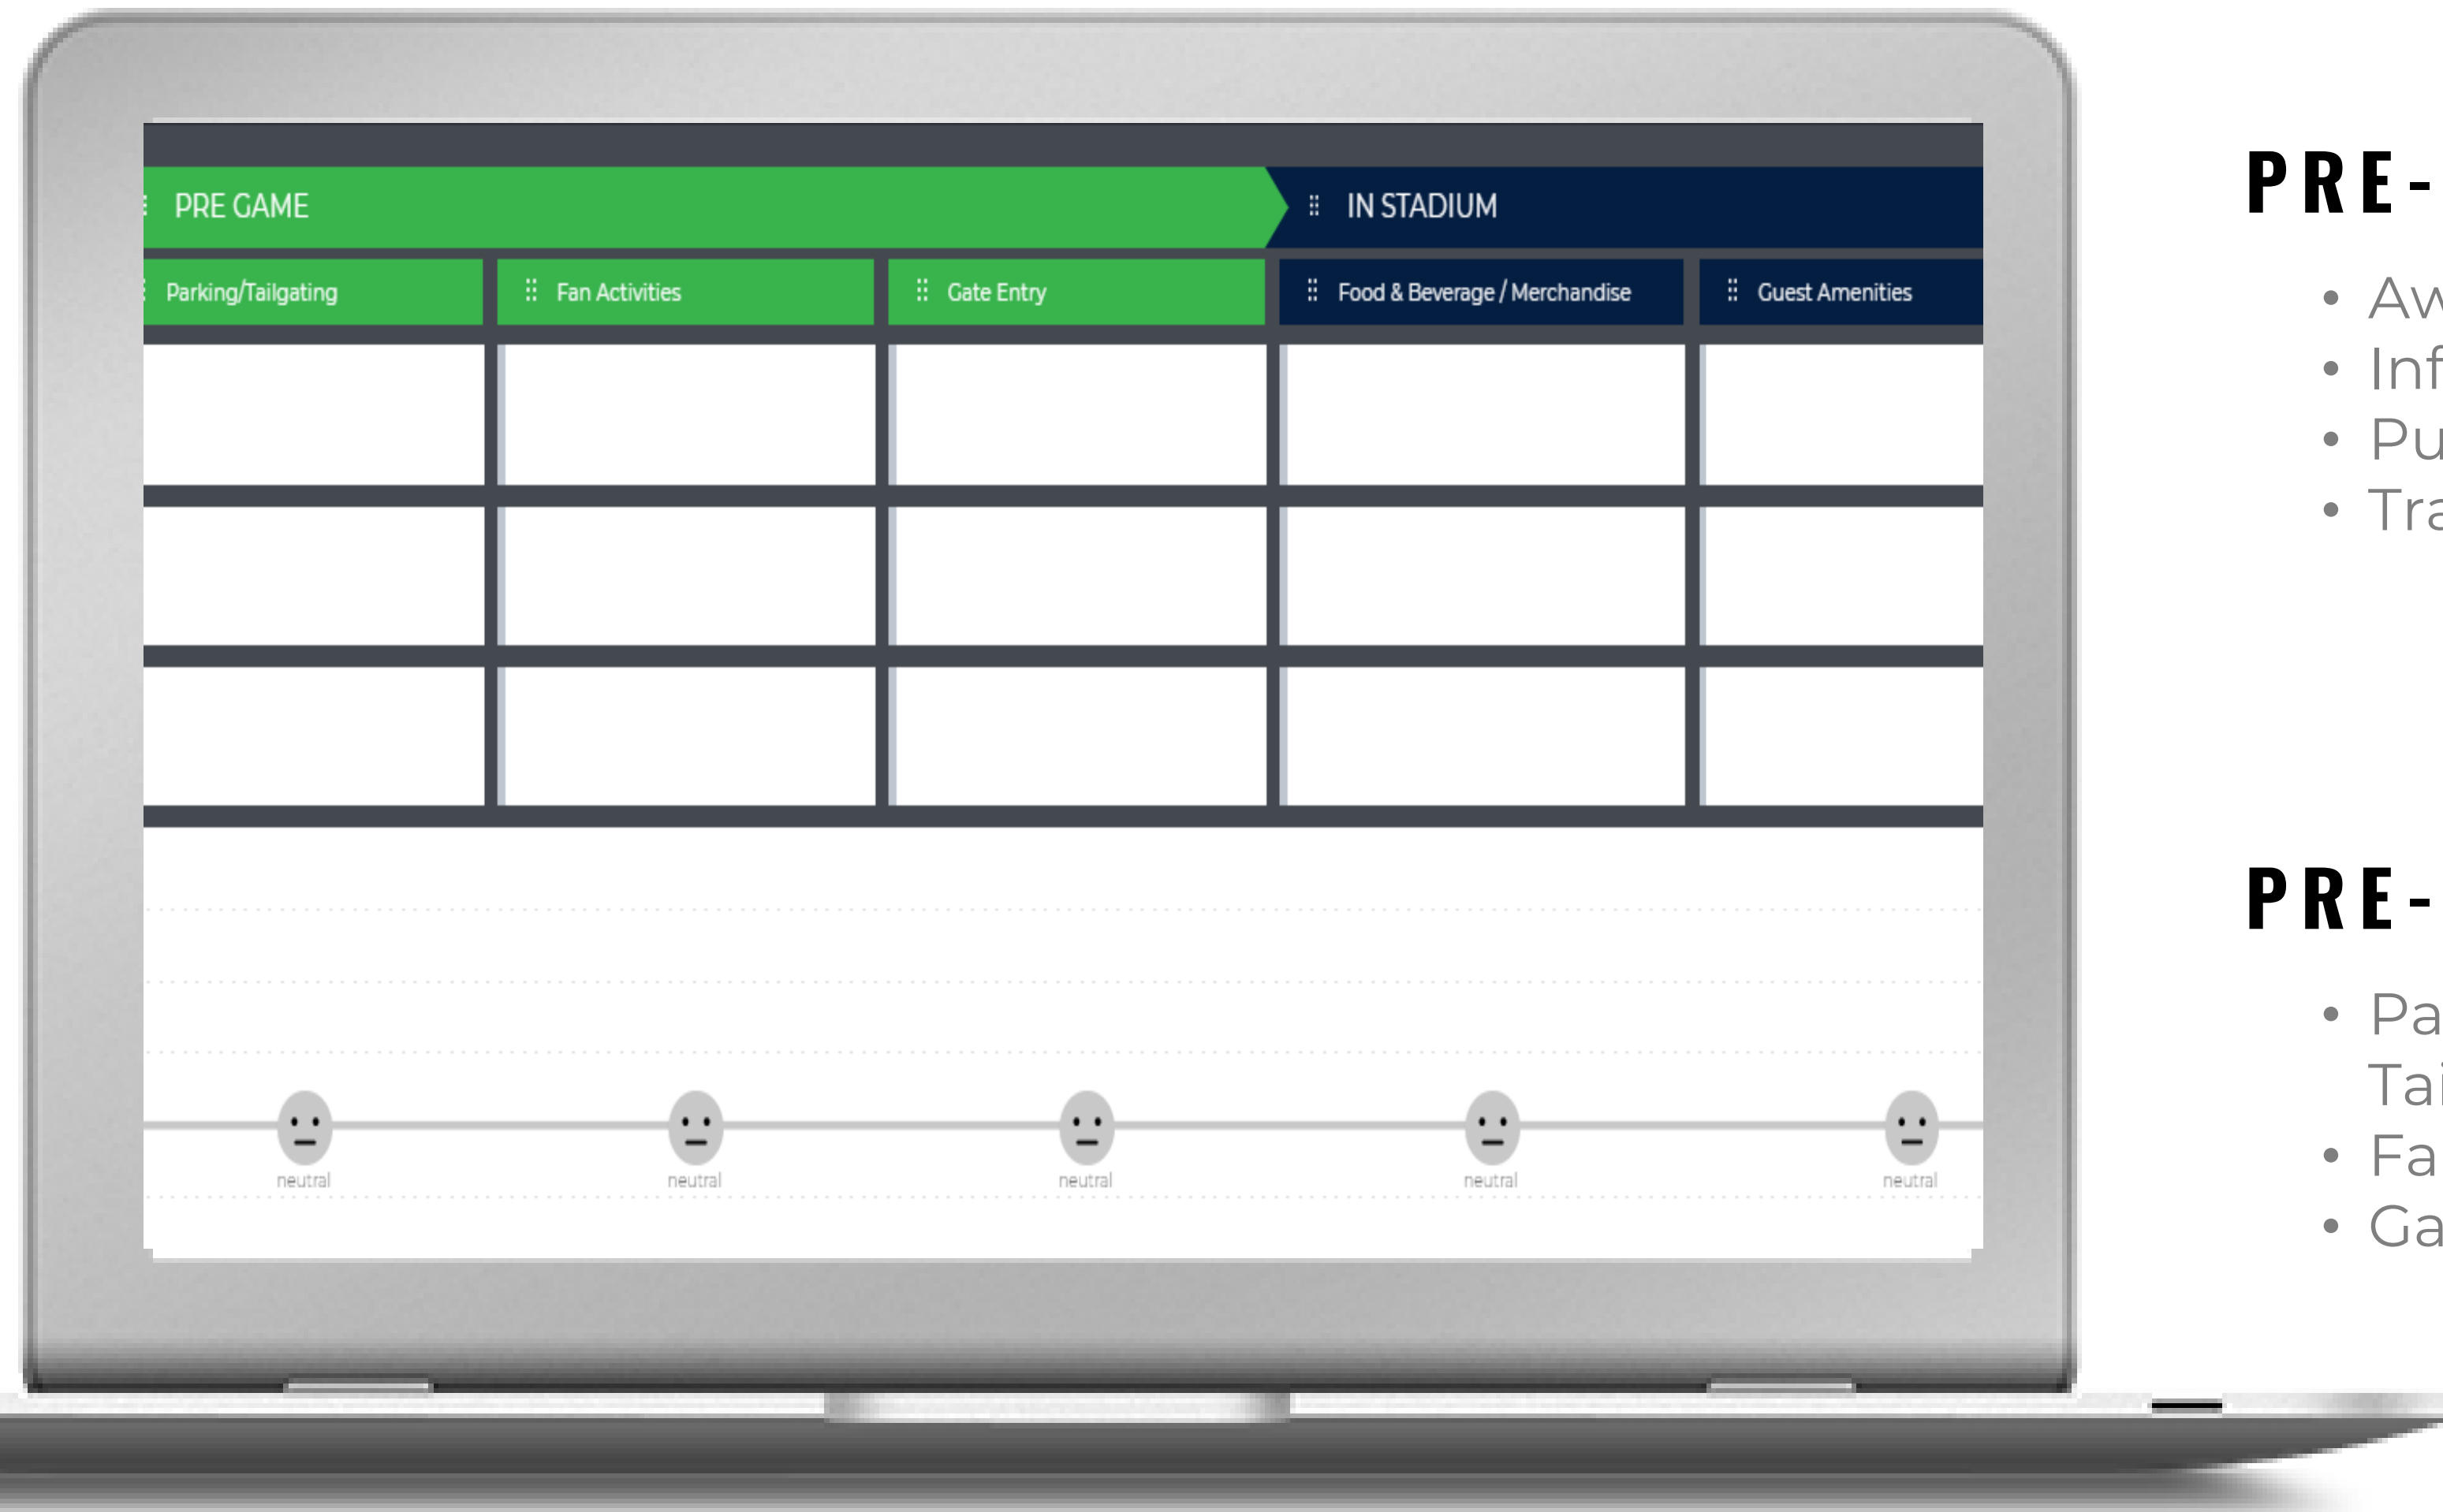 PRE GAME
IN STADIUM
Parking/Tailgating
Fan Activities
Gate Entry
Food & Beverage / Merchandise
Guest Amenities
neutral
neutral
neutral
neutral
neutral
PRE-
• Aw
• Inf
• Pu
• Tra
PRE-
• Pa
Tai
• Fa
• Ga